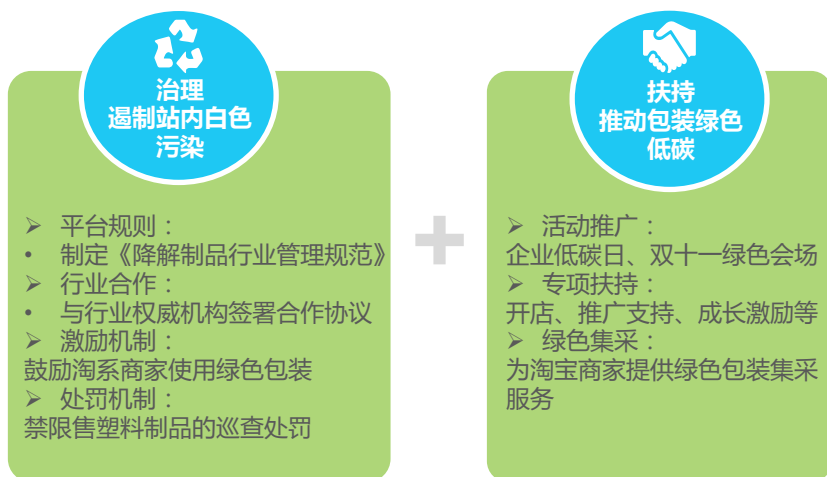 治理
遏制站内白色
污染
➢ 平台规则：
• 制定《降解制品行业管理规范》
➢ 行业合作：
• 与行业权威机构签署合作协议
➢ 激励机制：
鼓励淘系商家使用绿色包装
➢ 处罚机制：
禁限售塑料制品的巡查处罚
扶持
推动包装绿色
低碳
➢ 活动推广：
企业低碳日、双十一绿色会场
➢ 专项扶持：
开店、推广支持、成长激励等
➢ 绿色集采：
为淘宝商家提供绿色包装集采
服务